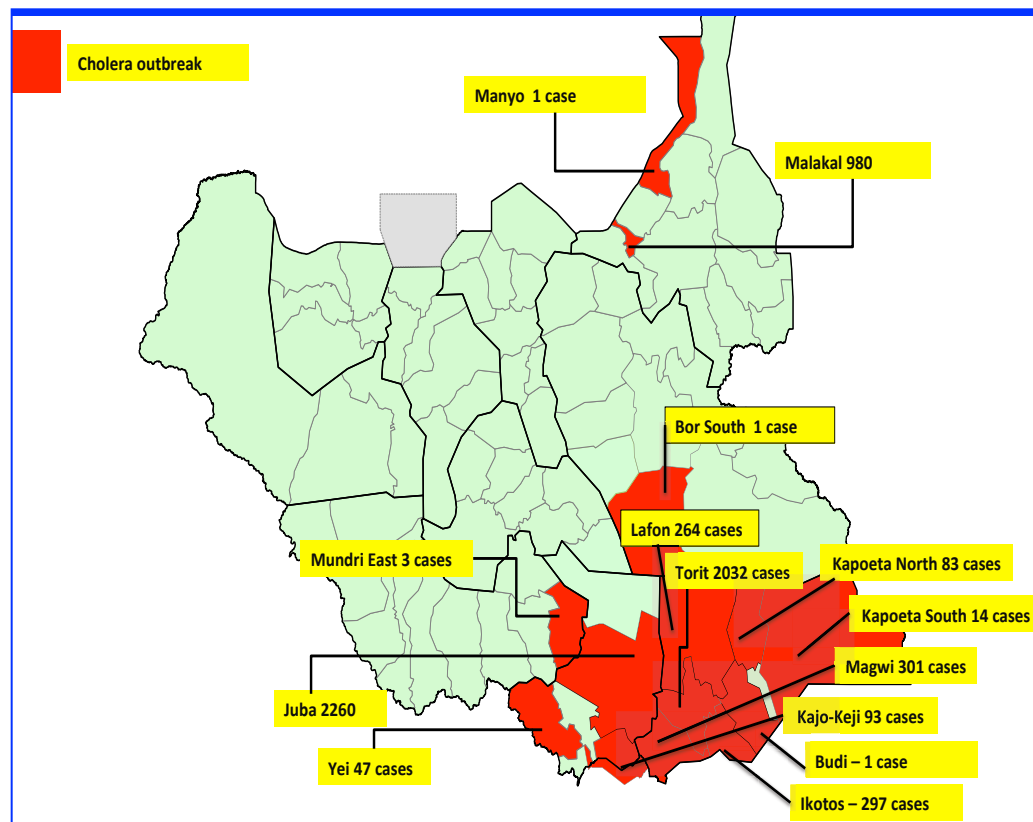 Cholera outbreak
Manyo 1 case
Malakal 980
Bor South 1 case
Lafon 264 cases
Mundri East 3 cases
Torit 2032 cases
Kapoeta North 83 cases
Kapoeta South 14 cases
Magwi 301 cases
Juba 2260
Kajo-Keji 93 cases
Yei 47 cases
Budi – 1 case
Ikotos – 297 cases